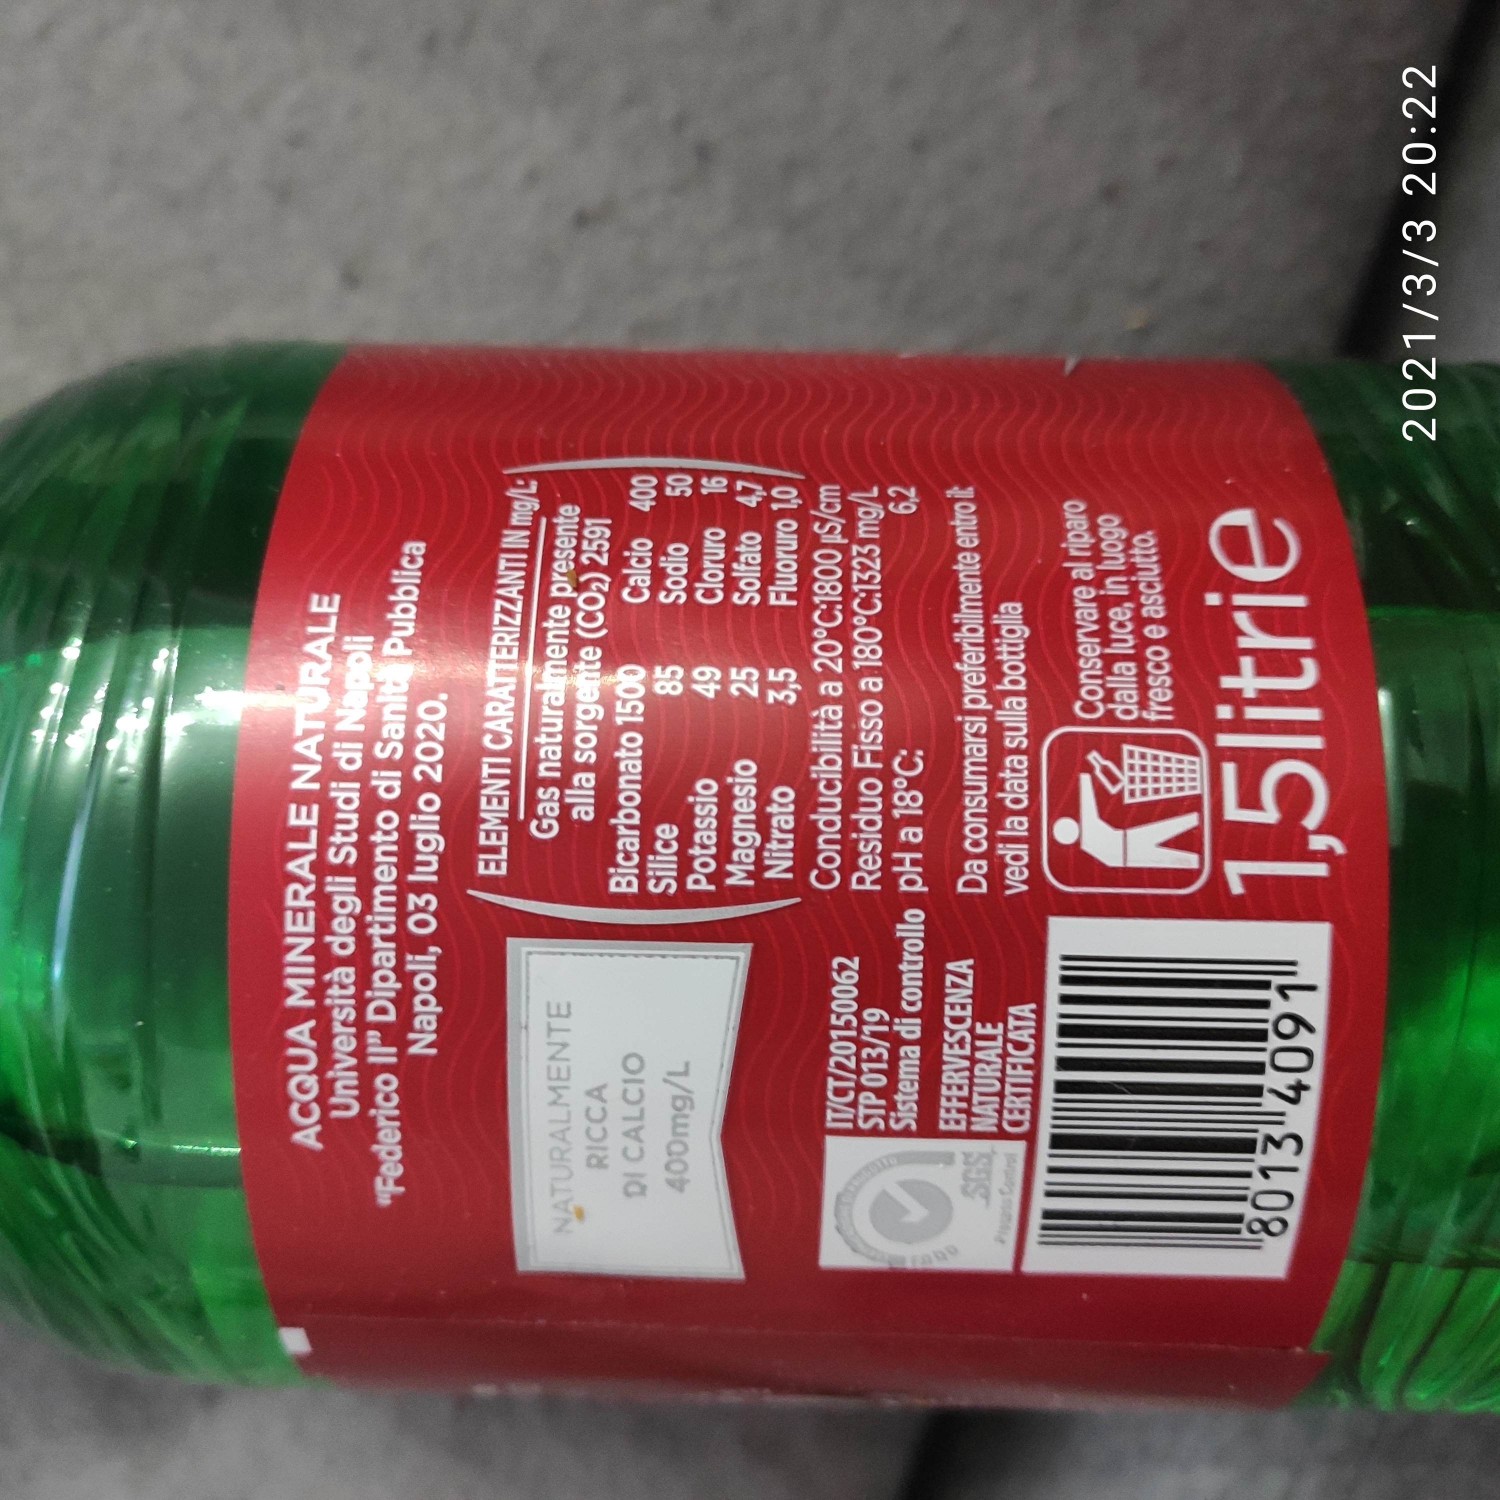 ACQUA MINERALE NATURALE
Università degli Studi di Napoli
"Federico II" Dipartimento di Sanità Pubblica
Napoli, 03 luglio 2020.
NATURALMENTE
RICCA
DI CALCIO
400mg/L
ELEMENTI CARATTERIZZANTI IN mg/L:
Gas naturalmente presente
alla sorgente (CO₂) 2591
Bicarbonato 1500 Calcio 400
Silice 85 Sodio 50
Potassio 49 Cloruro 16
Magnesio 25 Solfato 4,7
Nitrato 3,5 Fluoruro 1,0
Conducibilità a 20°C:1800 µS/cm
Residuo Fisso a 180°C:1323 mg/L
pH a 18°C: 6,2
IT/CT/20150062
STP 013/19
Sistema di controllo
EFFERVESCENZA
NATURALE
CERTIFICATA
SGS
Process Control
Da consumarsi preferibilmente entro il:
vedi la data sulla bottiglia
Conservare al riparo
dalla luce, in luogo
fresco e asciutto.
8013 4091
1,5litri e
2021/3/3 20:22